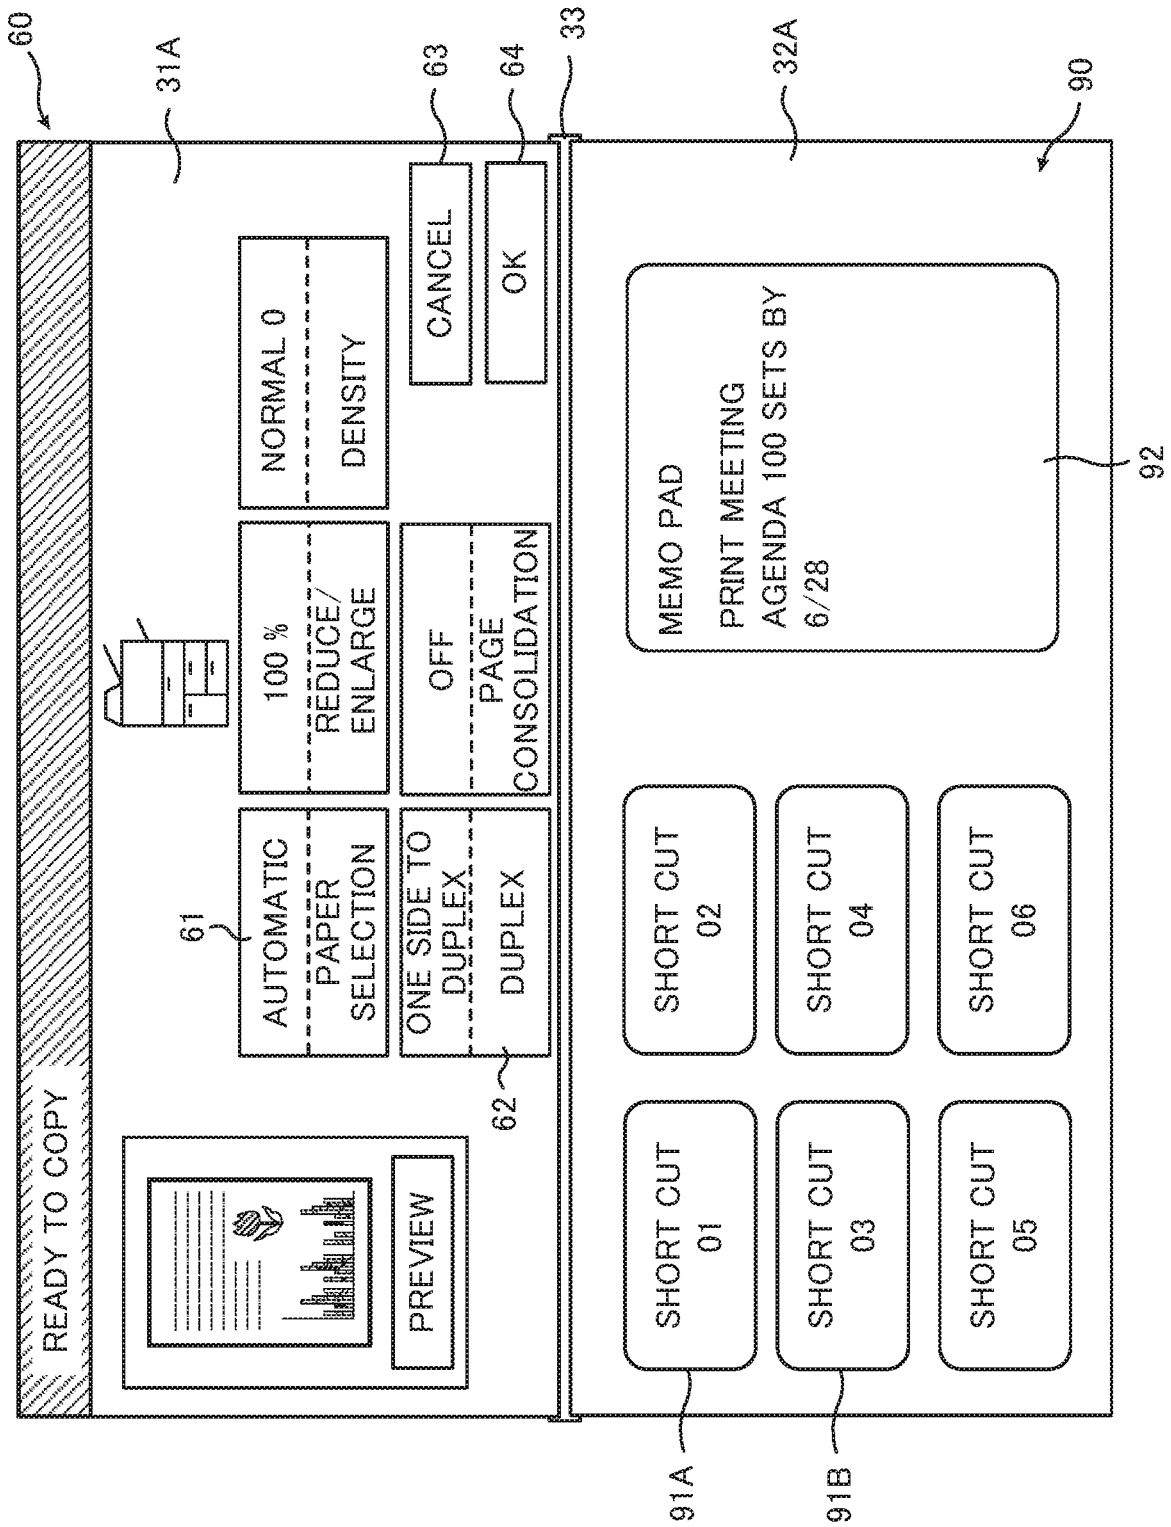 60
READY TO COPY
31A
PREVIEW
61
AUTOMATIC
PAPER
SELECTION
100 %
REDUCE/
ENLARGE
NORMAL 0
DENSITY
62
ONE SIDE TO
DUPLEX
DUPLEX
OFF
PAGE
CONSOLIDATION
CANCEL
63
OK
64
33
32A
91A
SHORT CUT
01
SHORT CUT
02
91B
SHORT CUT
03
SHORT CUT
04
SHORT CUT
05
SHORT CUT
06
MEMO PAD
PRINT MEETING
AGENDA 100 SETS BY
6/28
90
92